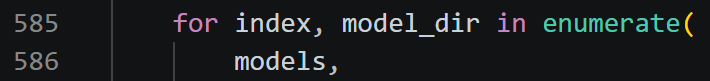 585 for index, model_dir in enumerate(
586 models,